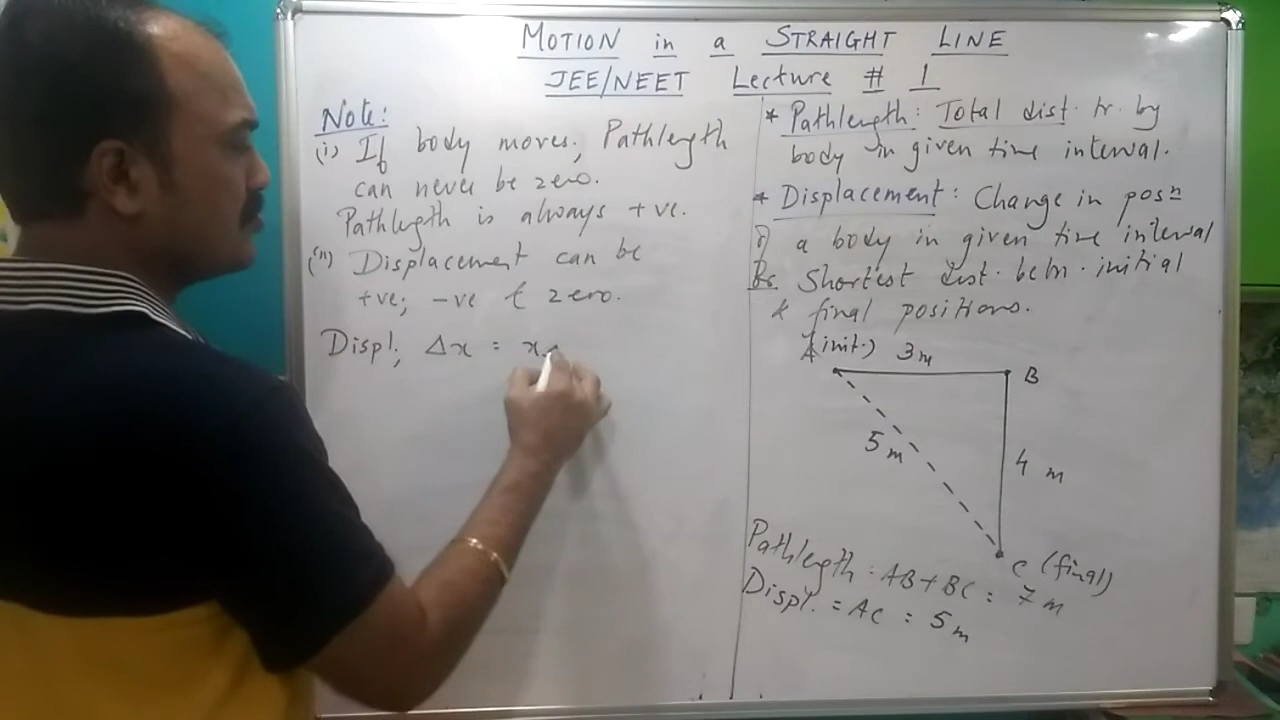 MOTION in a STRAIGHT LINE
JEE/NEET Lecture # 1
Note:
(i) If body moves; Pathlength
can never be zero.
Pathlength is always +ve.
(ii) Displacement can be
+ve; -ve & zero.
Displ; Δx = x
* Pathlength: Total dist. tr. by
body in given time interval.
* Displacement: Change in posn
of a body in given time interval
Shortest dist. betn. initial
& final positions.
A (init.) 3m
B
5 m
4 m
C (final)
Pathlength = AB + BC = 7 m
Displ. = AC = 5 m